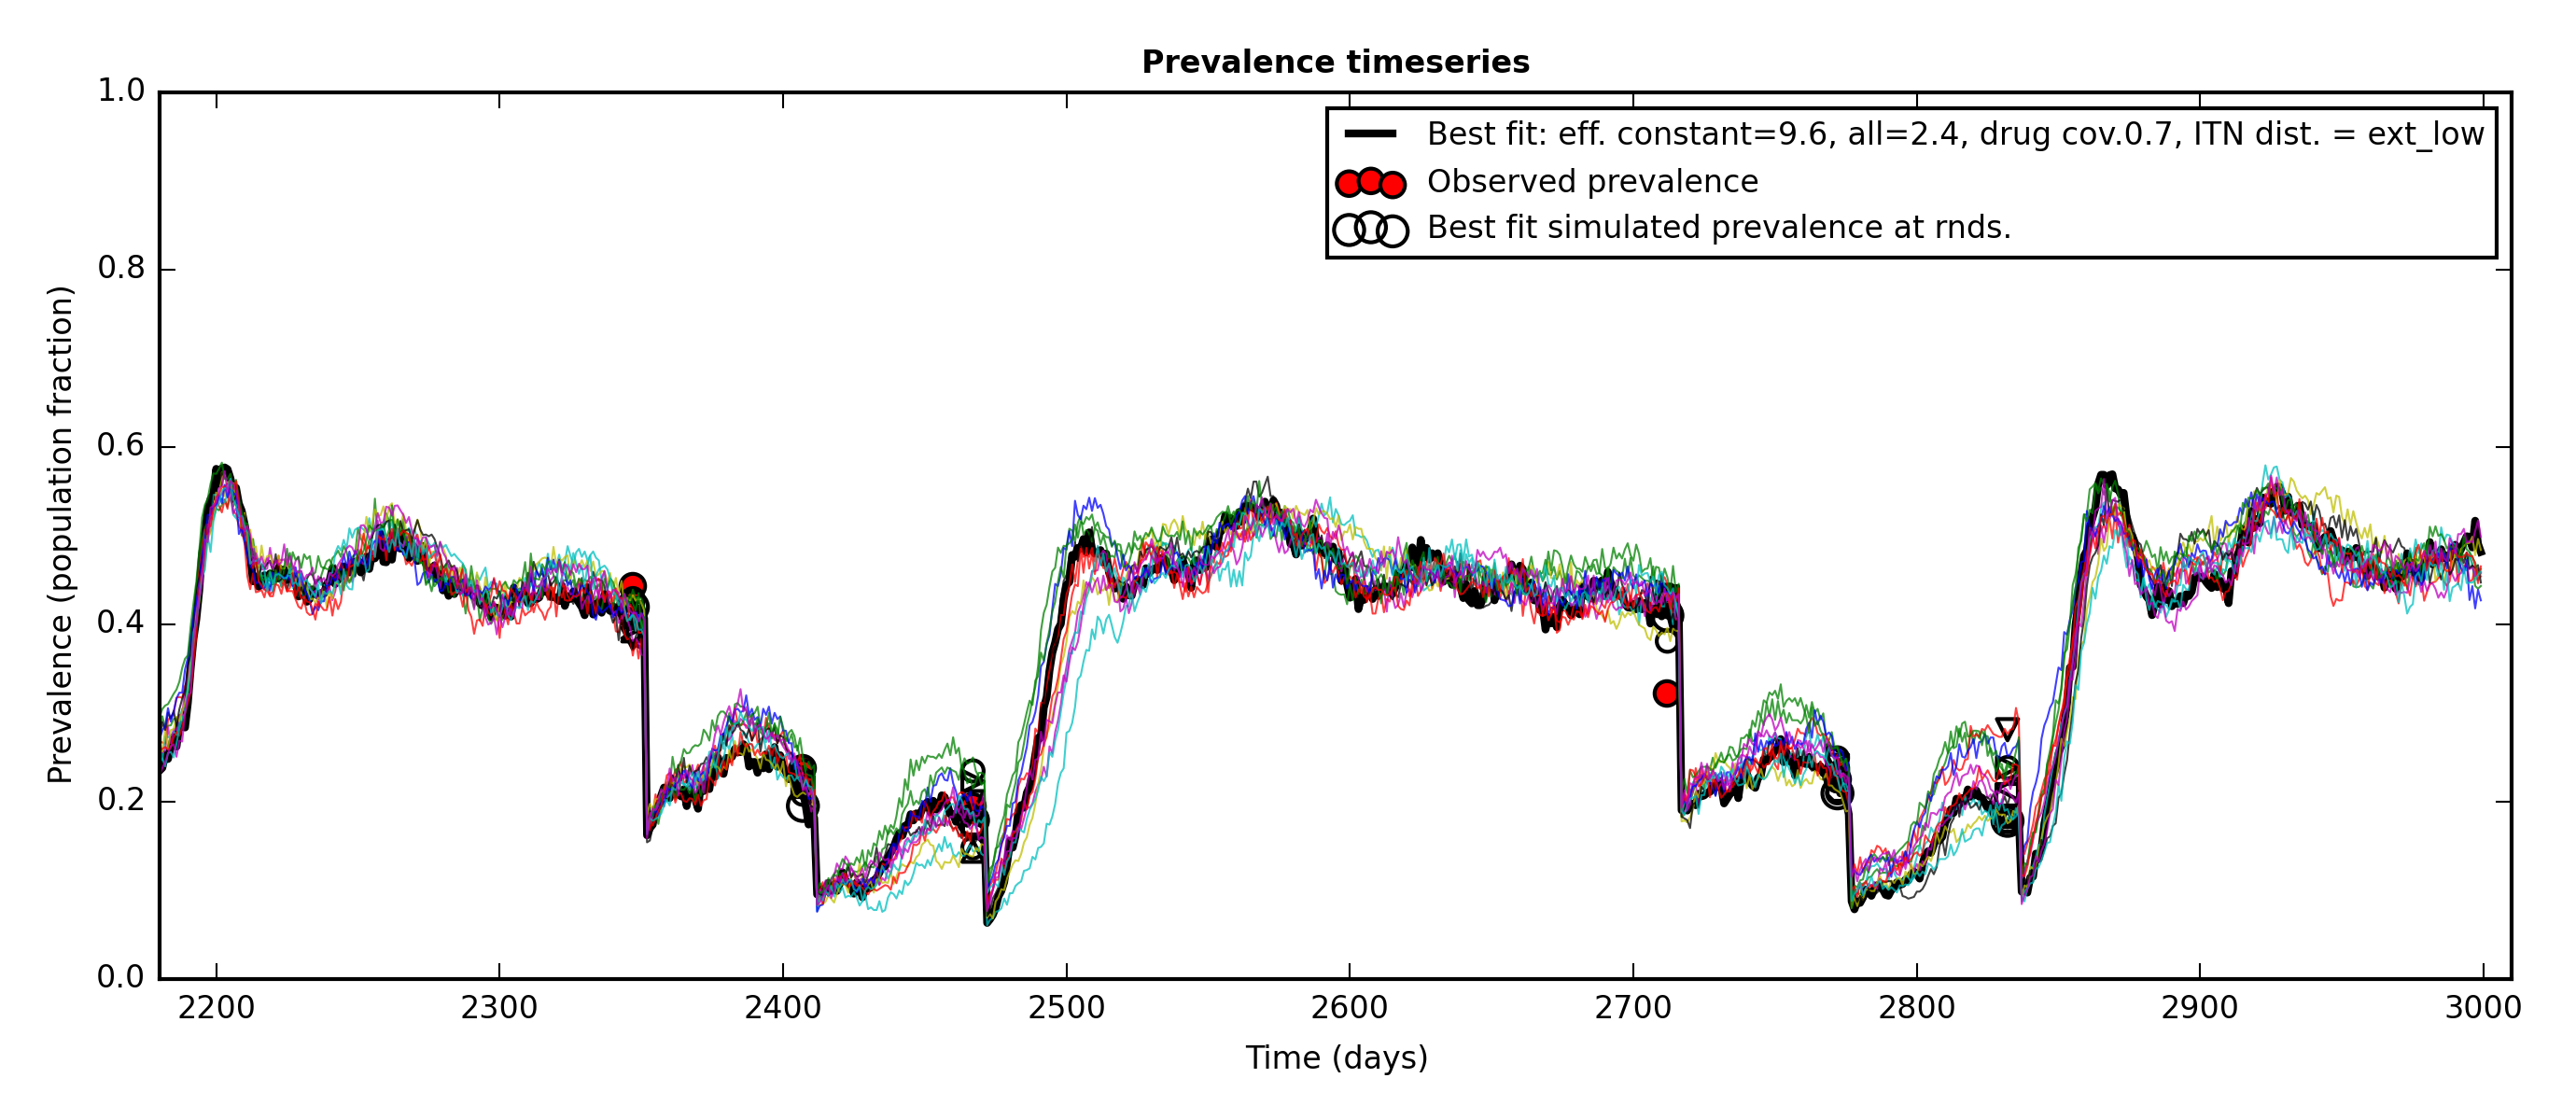 Prevalence timeseries
Best fit: eff. constant=9.6, all=2.4, drug cov.0.7, ITN dist. = ext_low
Observed prevalence
Best fit simulated prevalence at rnds.
Prevalence (population fraction)
1.0
0.8
0.6
0.4
0.2
0.0
2200 2300 2400 2500 2600 2700 2800 2900 3000
Time (days)